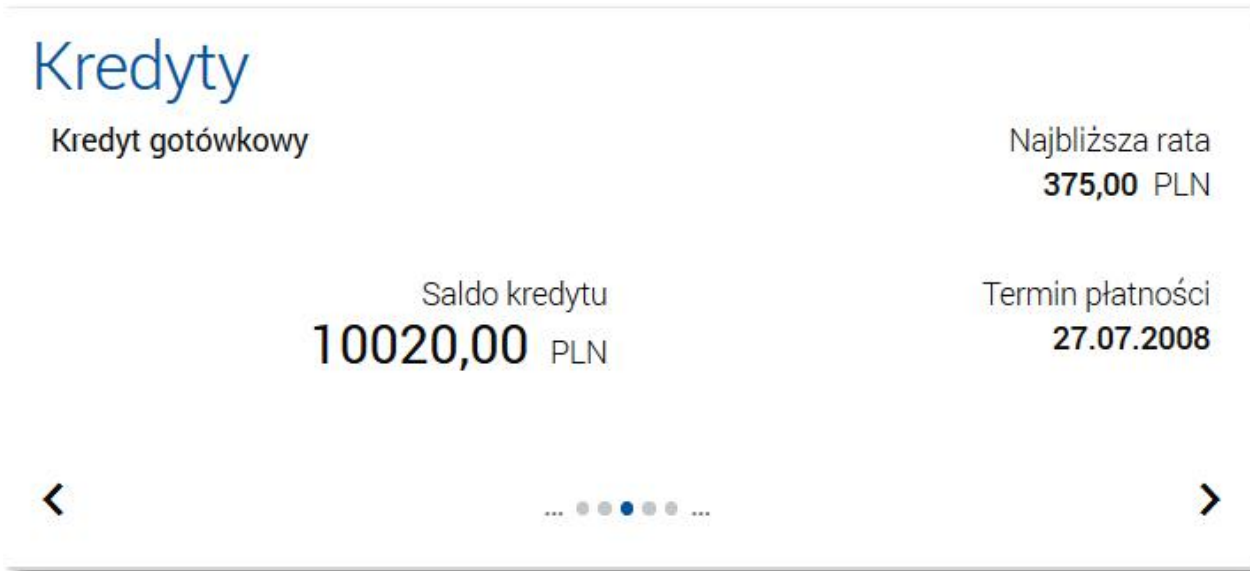 Kredyty
Kredyt gotówkowy
Najbliższa rata
375,00 PLN
Saldo kredytu
10020,00 PLN
Termin płatności
27.07.2008
... ...